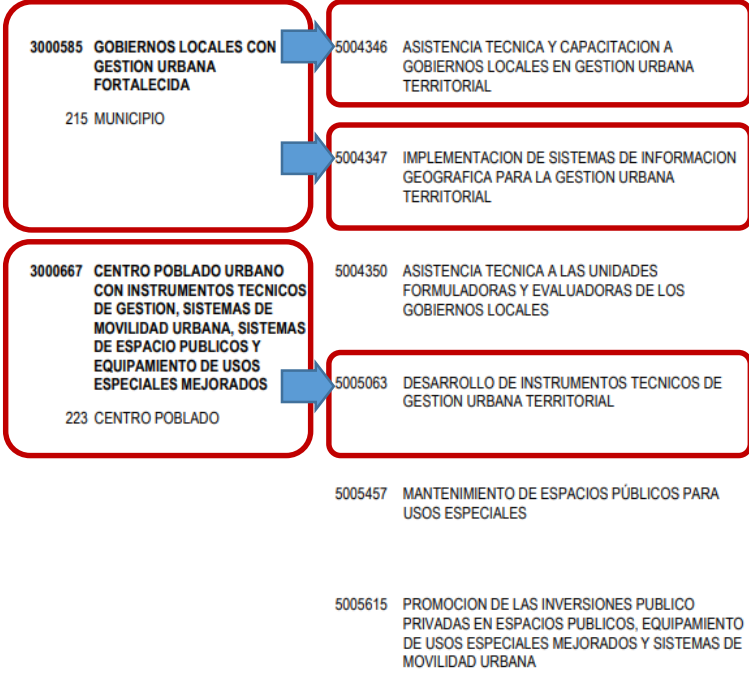 3000585 GOBIERNOS LOCALES CON
GESTION URBANA
FORTALECIDA
215 MUNICIPIO
5004346 ASISTENCIA TECNICA Y CAPACITACION A
GOBIERNOS LOCALES EN GESTION URBANA
TERRITORIAL
5004347 IMPLEMENTACION DE SISTEMAS DE INFORMACION
GEOGRAFICA PARA LA GESTION URBANA
TERRITORIAL
3000667 CENTRO POBLADO URBANO
CON INSTRUMENTOS TECNICOS
DE GESTION, SISTEMAS DE
MOVILIDAD URBANA, SISTEMAS
DE ESPACIO PUBLICOS Y
EQUIPAMIENTO DE USOS
ESPECIALES MEJORADOS
223 CENTRO POBLADO
5004350 ASISTENCIA TECNICA A LAS UNIDADES
FORMULADORAS Y EVALUADORAS DE LOS
GOBIERNOS LOCALES
5005063 DESARROLLO DE INSTRUMENTOS TECNICOS DE
GESTION URBANA TERRITORIAL
5005457 MANTENIMIENTO DE ESPACIOS PÚBLICOS PARA
USOS ESPECIALES
5005615 PROMOCION DE LAS INVERSIONES PUBLICO
PRIVADAS EN ESPACIOS PUBLICOS, EQUIPAMIENTO
DE USOS ESPECIALES MEJORADOS Y SISTEMAS DE
MOVILIDAD URBANA